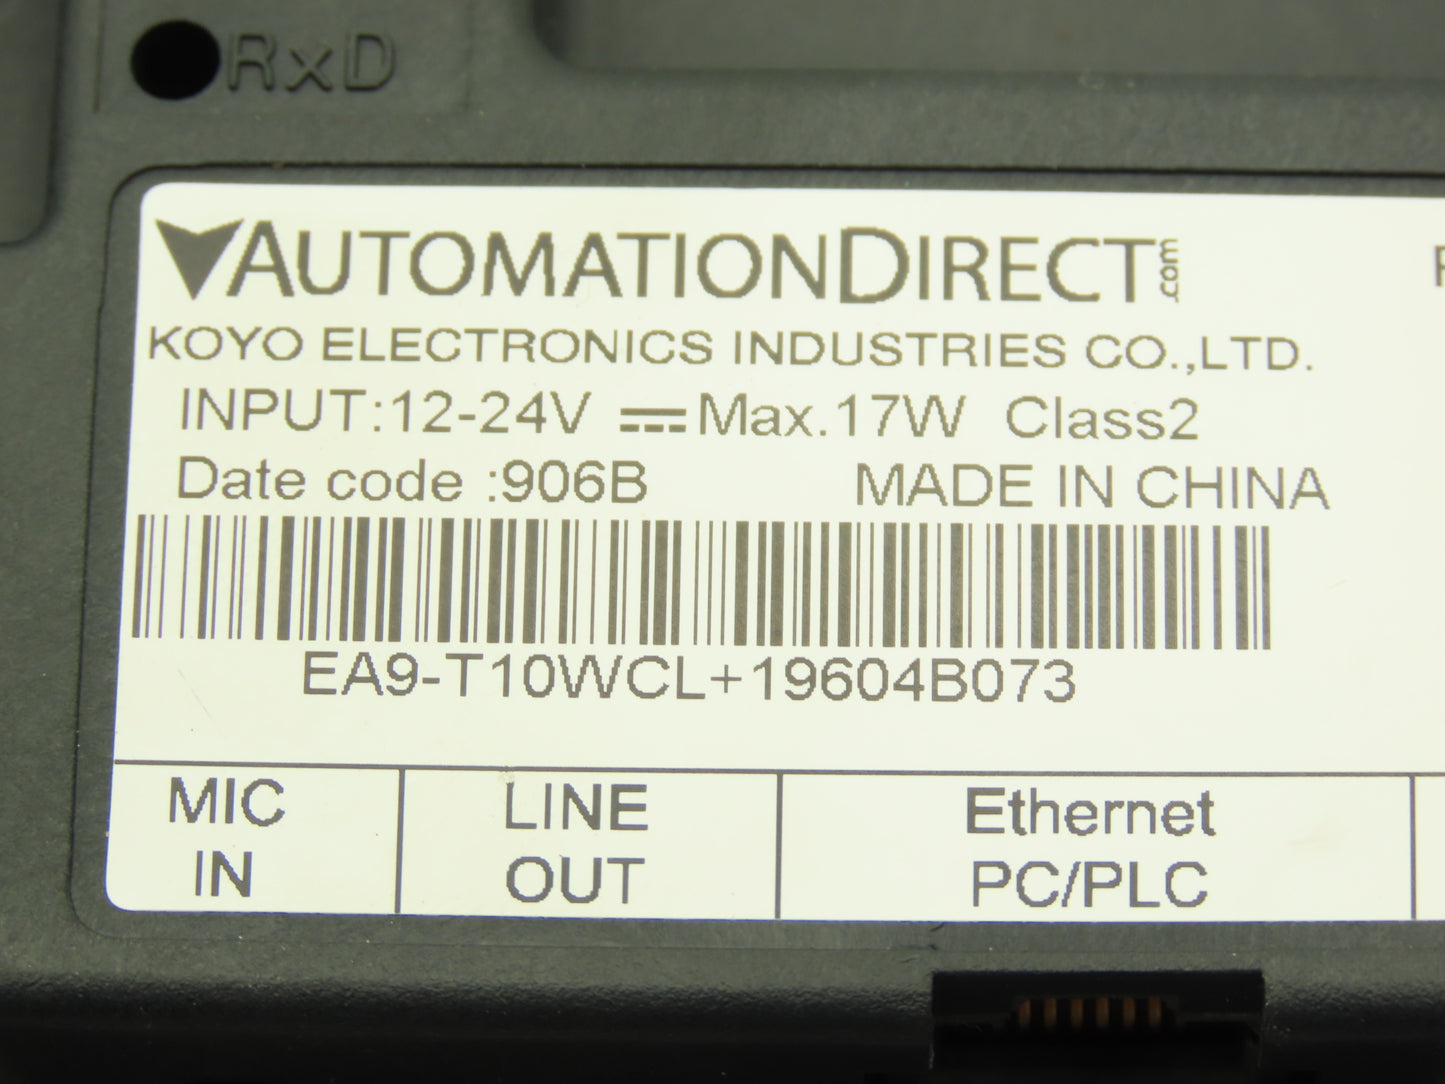 RxD
AUTOMATIONDIRECT.com
KOYO ELECTRONICS INDUSTRIES CO.,LTD.
INPUT:12-24V ⎓ Max.17W Class2
Date code :906B MADE IN CHINA
EA9-T10WCL+19604B073
MIC IN
LINE OUT
Ethernet PC/PLC